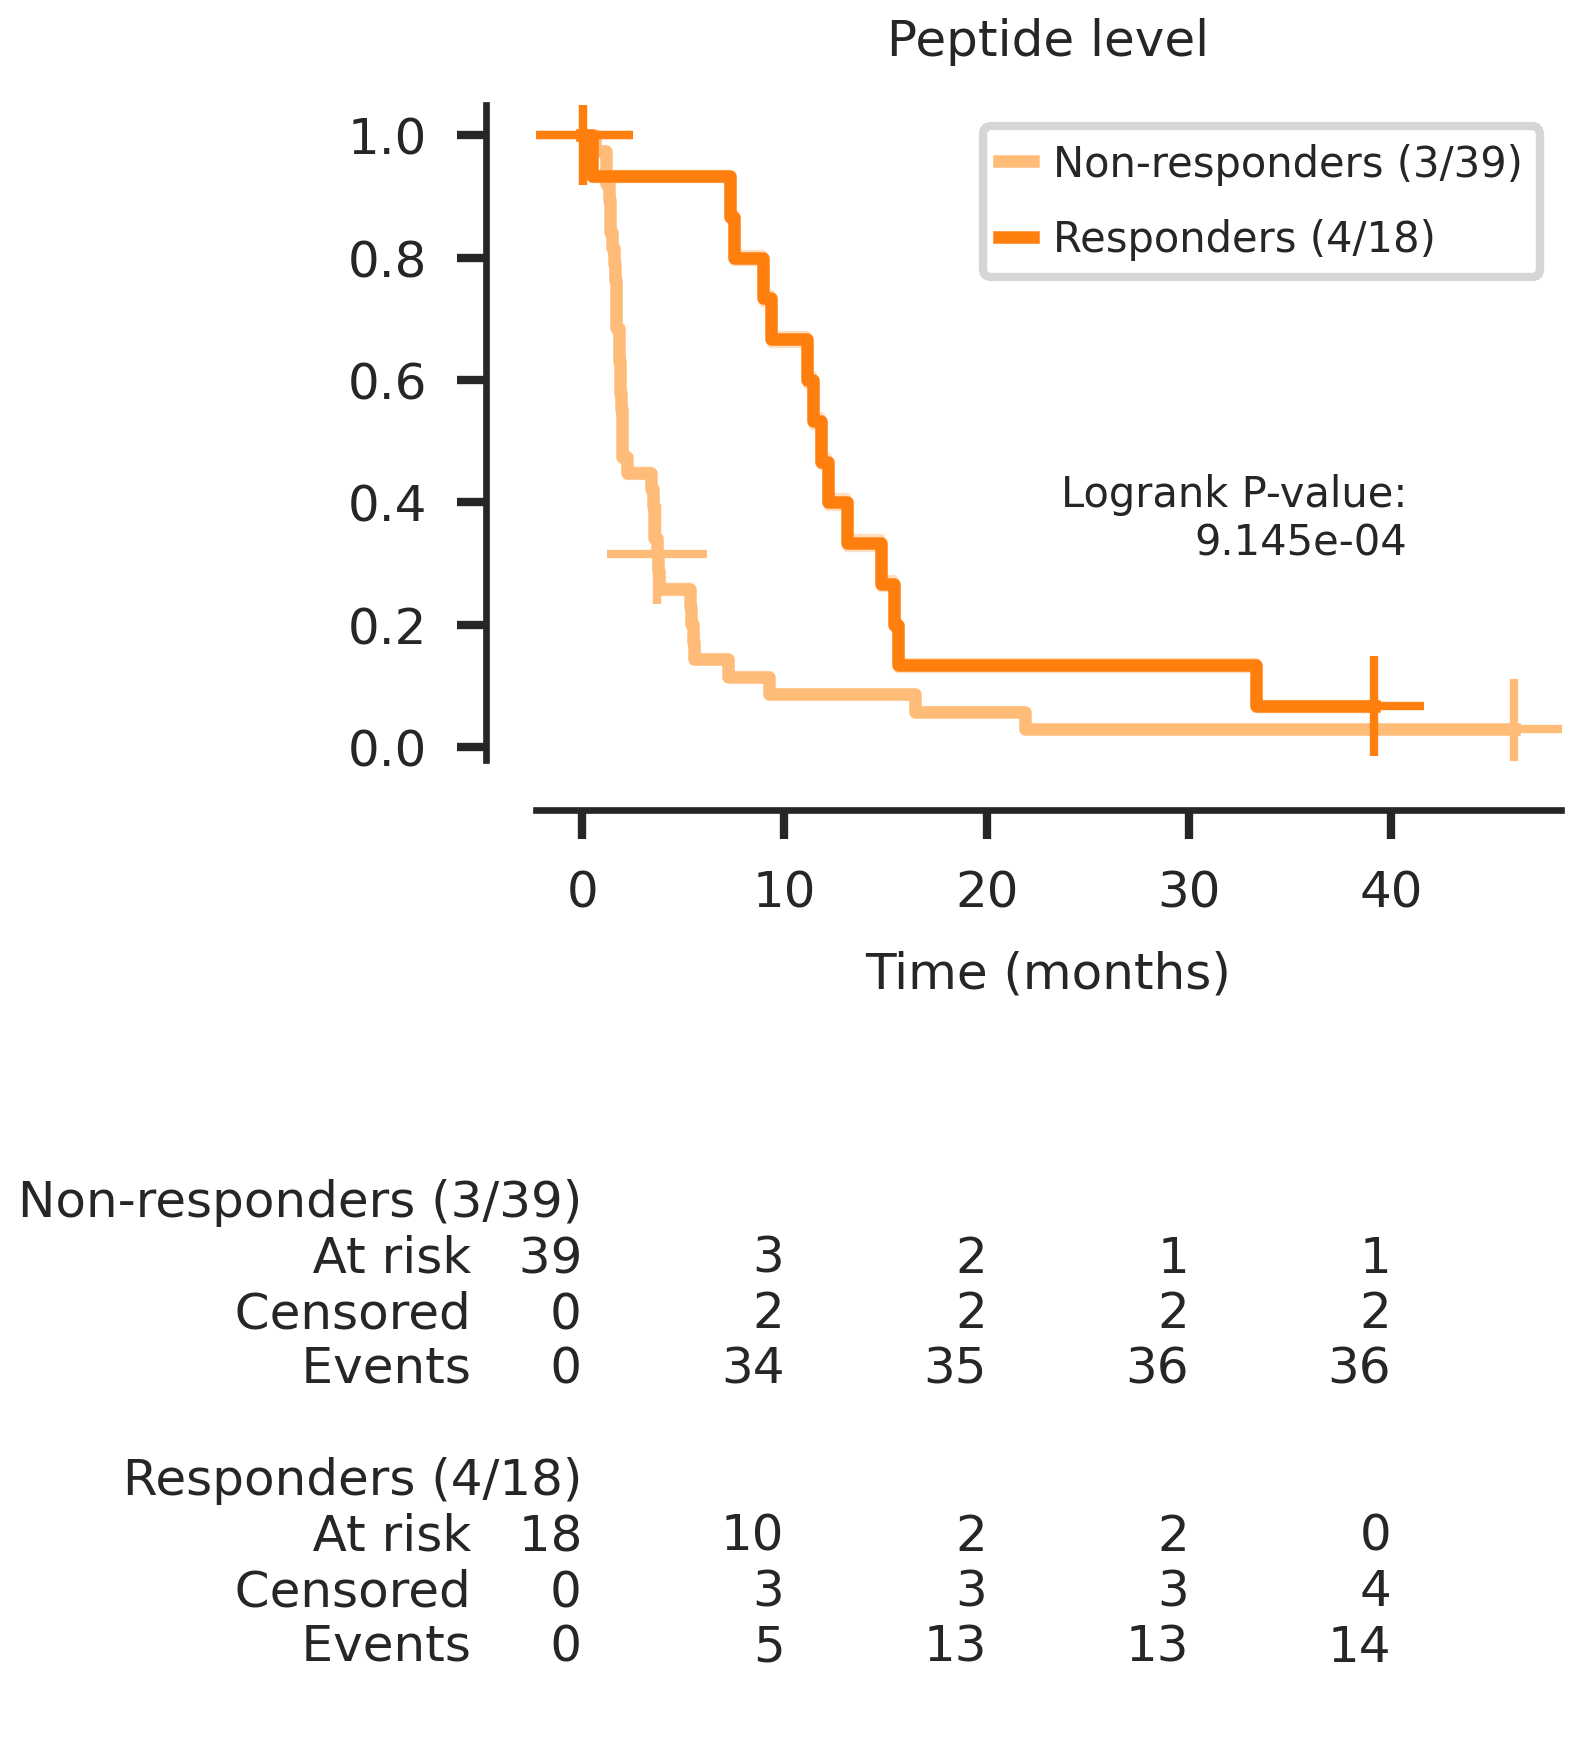 Peptide level
1.0
0.8
0.6
0.4
0.2
0.0
Non-responders (3/39)
Responders (4/18)
Logrank P-value:
9.145e-04
0 10 20 30 40
Time (months)
Non-responders (3/39)
At risk 39 3 2 1 1
Censored 0 2 2 2 2
Events 0 34 35 36 36
Responders (4/18)
At risk 18 10 2 2 0
Censored 0 3 3 3 4
Events 0 5 13 13 14